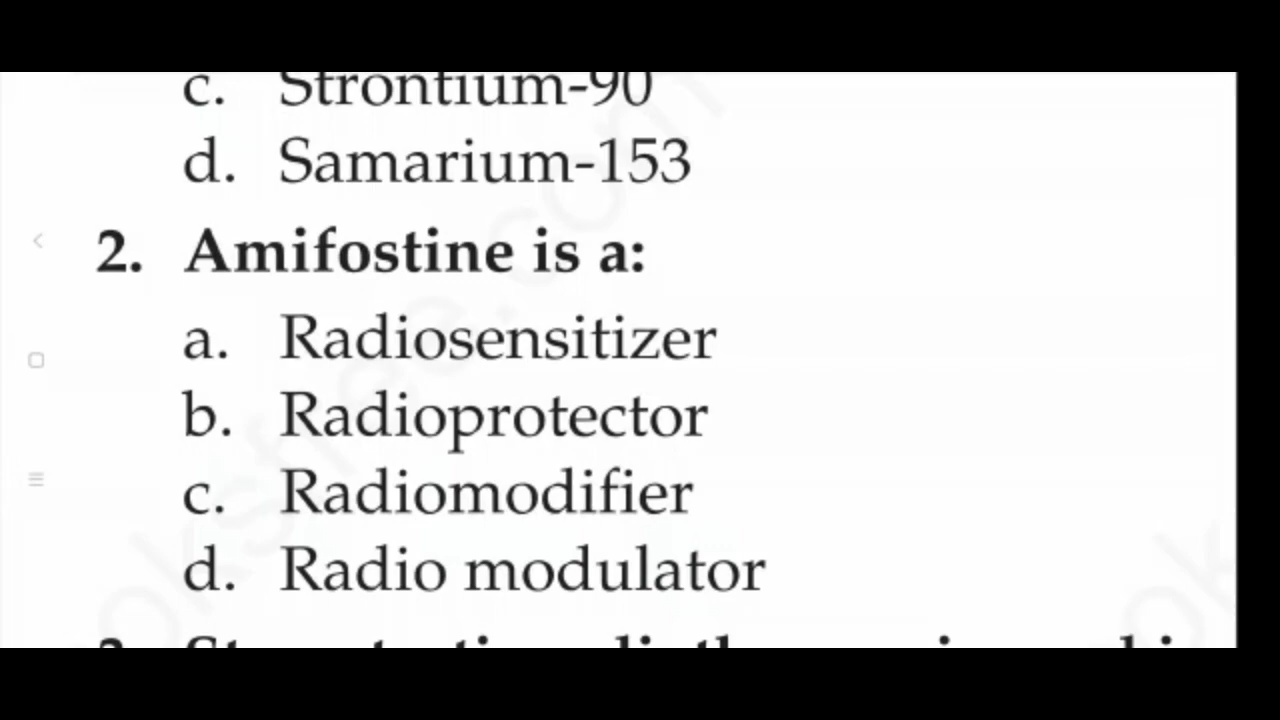 c. Strontium-90
d. Samarium-153
2. Amifostine is a:
a. Radiosensitizer
b. Radioprotector
c. Radiomodifier
d. Radio modulator